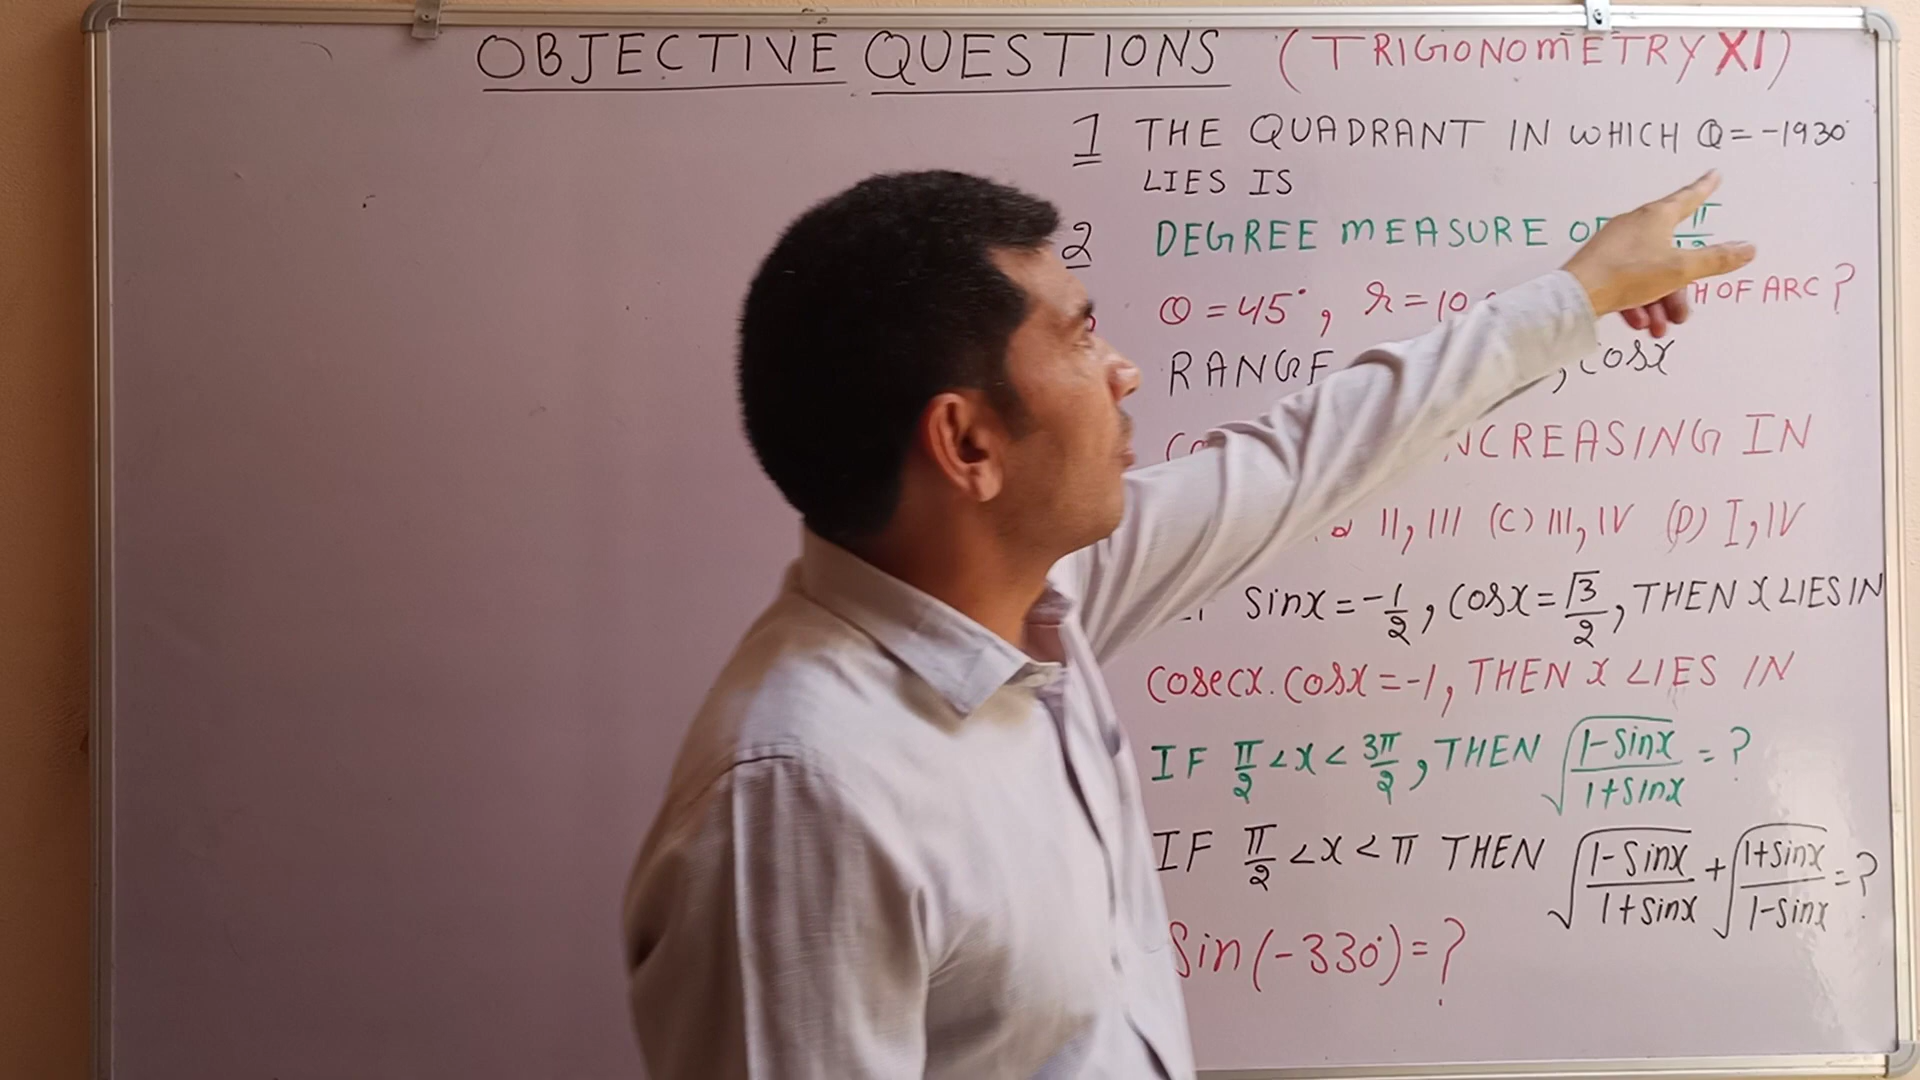 OBJECTIVE QUESTIONS (TRIGONOMETRY XI)
1 THE QUADRANT IN WHICH θ = -1930°
LIES IS
2 DEGREE MEASURE OF π
θ = 45°, r = 10 H OF ARC ?
RANGE , cosx
INCREASING IN
II, III (C) III, IV (D) I, IV
sinx = -1/2, cosx = √3/2, THEN x LIES IN
cosecx.cosx = -1, THEN x LIES IN
IF π/2 < x < 3π/2, THEN √(1-sinx/1+sinx) = ?
IF π/2 < x < π THEN √(1-sinx/1+sinx) + √(1+sinx/1-sinx) = ?
sin(-330°) = ?